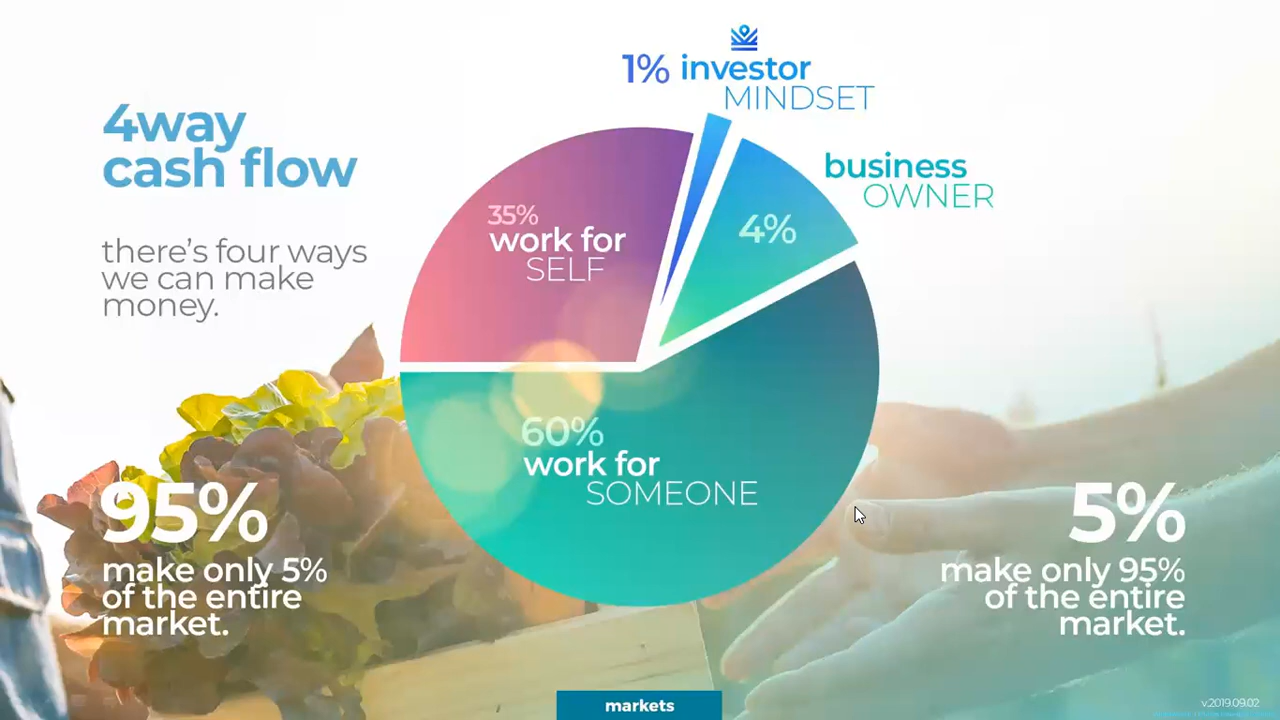 4way
cash flow
there's four ways
we can make
money.
1% investor
MINDSET
business
OWNER
4%
35%
work for
SELF
60%
work for
SOMEONE
95%
make only 5%
of the entire
market.
5%
make only 95%
of the entire
market.
markets
v.2019.09.02